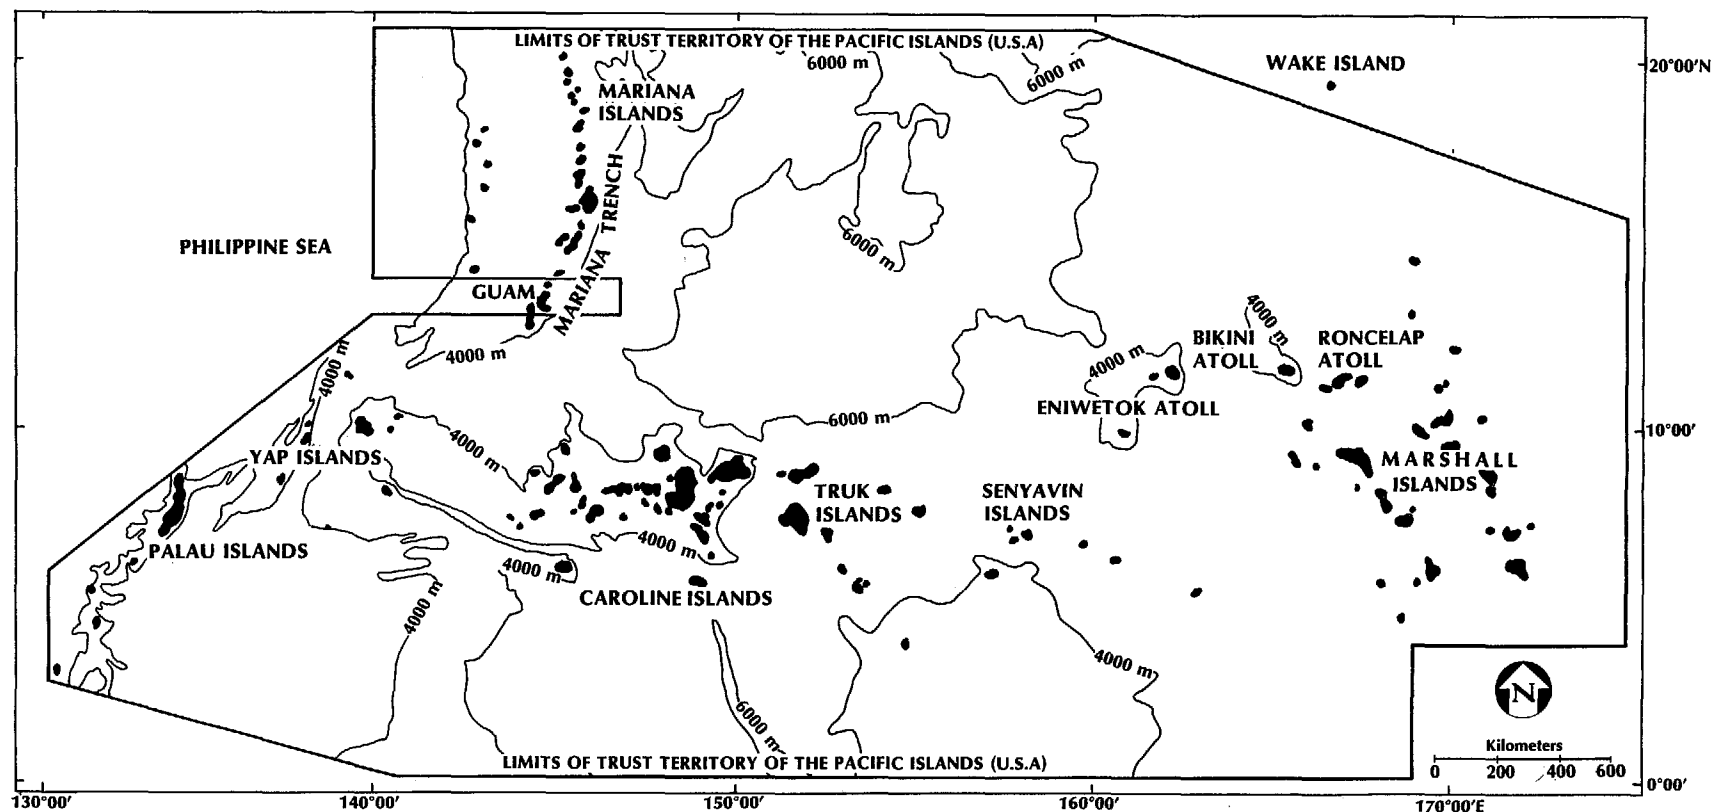 LIMITS OF TRUST TERRITORY OF THE PACIFIC ISLANDS (U.S.A)
6000 m
6000 m
WAKE ISLAND
20°00'N
MARIANA
ISLANDS
MARIANA TRENCH
PHILIPPINE SEA
6000 m
GUAM
4000 m
4000 m
4000 m
BIKINI
ATOLL
RONCELAP
ATOLL
4000 m
ENIWETOK ATOLL
6000 m
10°00'
4000 m
YAP ISLANDS
MARSHALL
ISLANDS
TRUK
ISLANDS
SENYAVIN
ISLANDS
PALAU ISLANDS
4000 m
4000 m
CAROLINE ISLANDS
4000 m
4000 m
6000 m
N
Kilometers
0 200 400 600
LIMITS OF TRUST TERRITORY OF THE PACIFIC ISLANDS (U.S.A)
0°00'
130°00' 140°00' 150°00' 160°00' 170°00'E